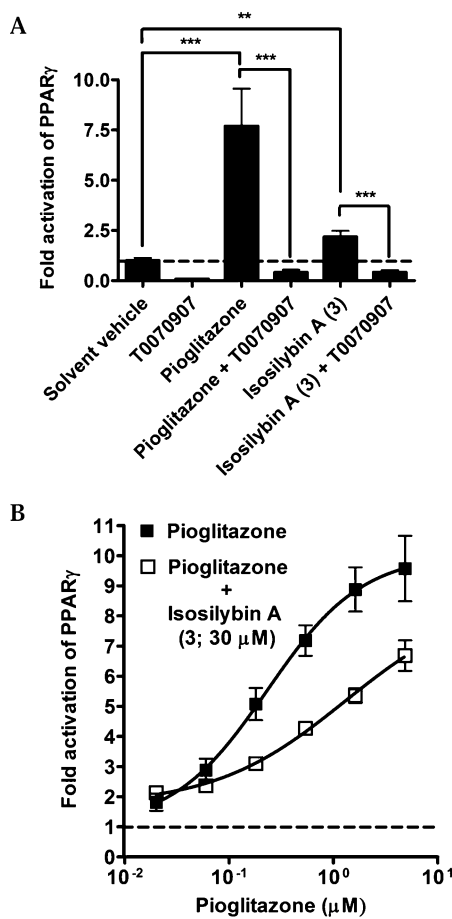 A
**
***
***
***
Fold activation of PPARγ
10.0
7.5
5.0
2.5
0.0
Solvent vehicle
T0070907
Pioglitazone
Pioglitazone + T0070907
Isosilybin A (3)
Isosilybin A (3) + T0070907
B
Fold activation of PPARγ
11
10
9
8
7
6
5
4
3
2
1
0
Pioglitazone
Pioglitazone
+
Isosilybin A
(3; 30 μM)
10-2
10-1
100
101
Pioglitazone (μM)